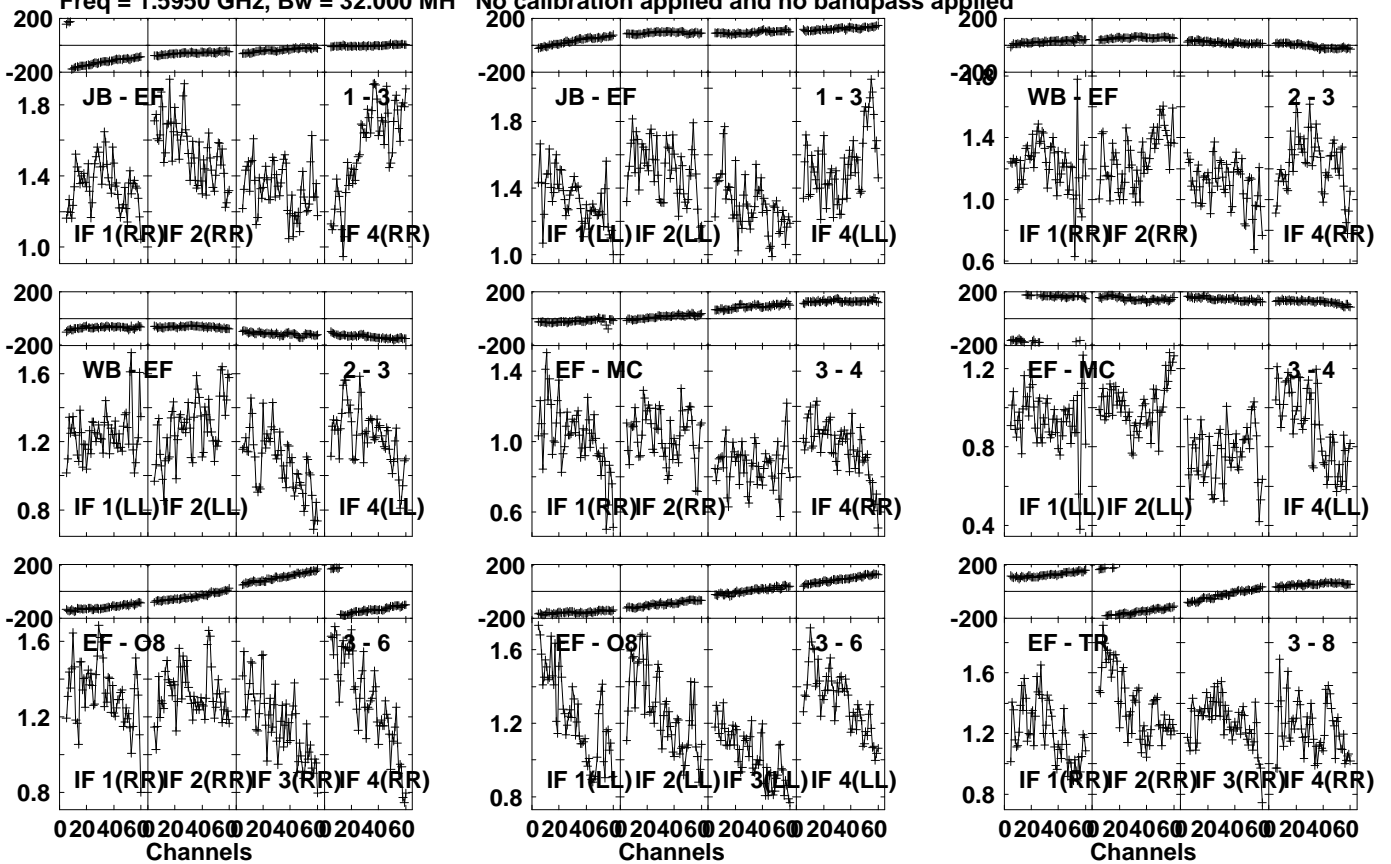 Freq = 1.5950 GHz, Bw = 32.000 MH No calibration applied and no bandpass applied
200
-200
1.8
1.4
1.0
JB - EF
1 - 3
IF 1(RR)
IF 2(RR)
IF 4(RR)
200
-200
1.8
1.4
1.0
JB - EF
1 - 3
IF 1(LL)
IF 2(LL)
IF 4(LL)
200
-200
1.8
1.4
1.0
0.6
WB - EF
2 - 3
IF 1(RR)
IF 2(RR)
IF 4(RR)
200
-200
1.6
1.2
0.8
WB - EF
2 - 3
IF 1(LL)
IF 2(LL)
IF 4(LL)
200
-200
1.4
1.0
0.6
EF - MC
3 - 4
IF 1(RR)
IF 2(RR)
IF 4(RR)
200
-200
1.2
0.8
0.4
EF - MC
3 - 4
IF 1(LL)
IF 2(LL)
IF 4(LL)
200
-200
1.6
1.2
0.8
EF - O8
3 - 6
IF 1(RR)
IF 2(RR)
IF 3(RR)
IF 4(RR)
0 20 40 60 0 20 40 60 0 20 40 60 0 20 40 60
Channels
200
-200
1.6
1.2
0.8
EF - O8
3 - 6
IF 1(LL)
IF 2(LL)
IF 3(LL)
IF 4(LL)
0 20 40 60 0 20 40 60 0 20 40 60 0 20 40 60
Channels
200
-200
1.6
1.2
0.8
EF - TR
3 - 8
IF 1(RR)
IF 2(RR)
IF 3(RR)
IF 4(RR)
0 20 40 60 0 20 40 60 0 20 40 60 0 20 40 60
Channels